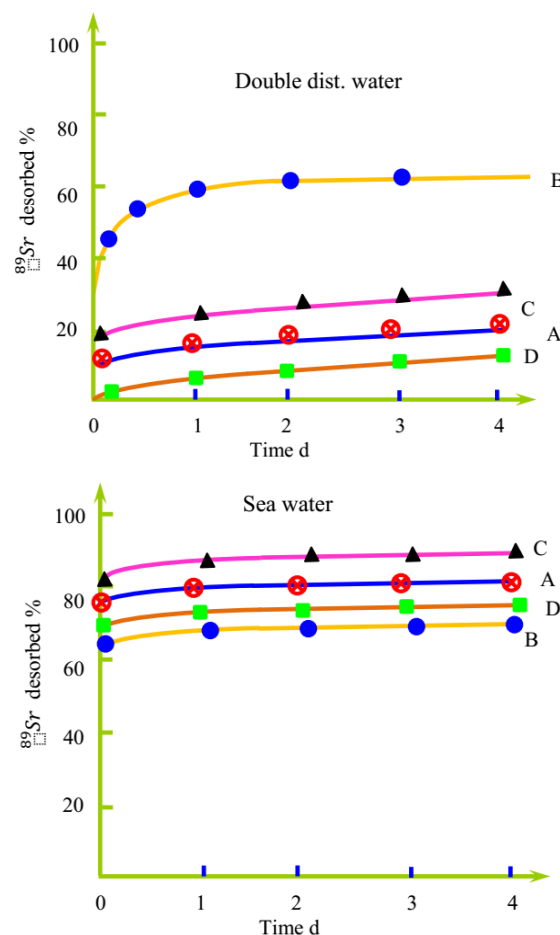 100
Double dist. water
80
60
B
⁸⁹Sr desorbed %
40
C
20
A
D
0 1 2 3 4
Time d
100
Sea water
C
80
A
D
B
60
⁸⁹Sr desorbed %
40
20
0 1 2 3 4
Time d